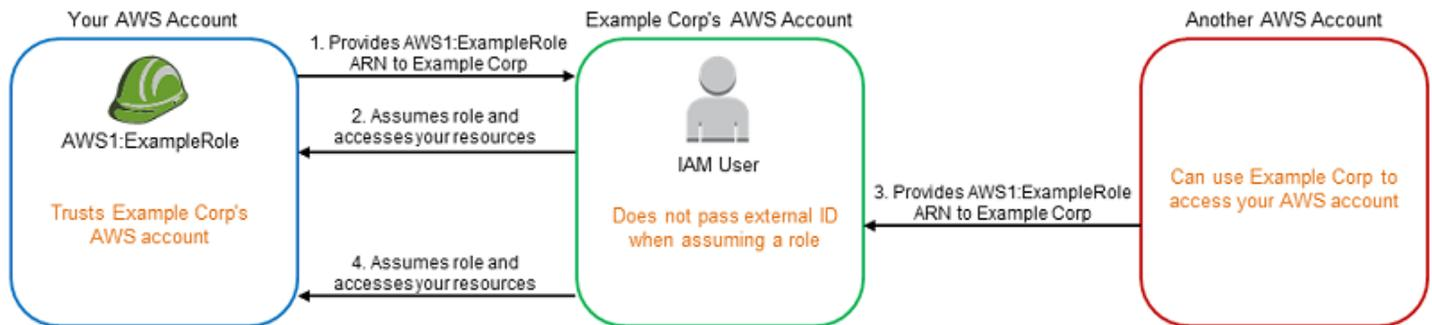 Your AWS Account
Example Corp's AWS Account
Another AWS Account
1. Provides AWS1:ExampleRole
ARN to Example Corp
AWS1:ExampleRole
2. Assumes role and
accesses your resources
IAM User
Trusts Example Corp's
AWS account
Does not pass external ID
when assuming a role
3. Provides AWS1:ExampleRole
ARN to Example Corp
Can use Example Corp to
access your AWS account
4. Assumes role and
accesses your resources